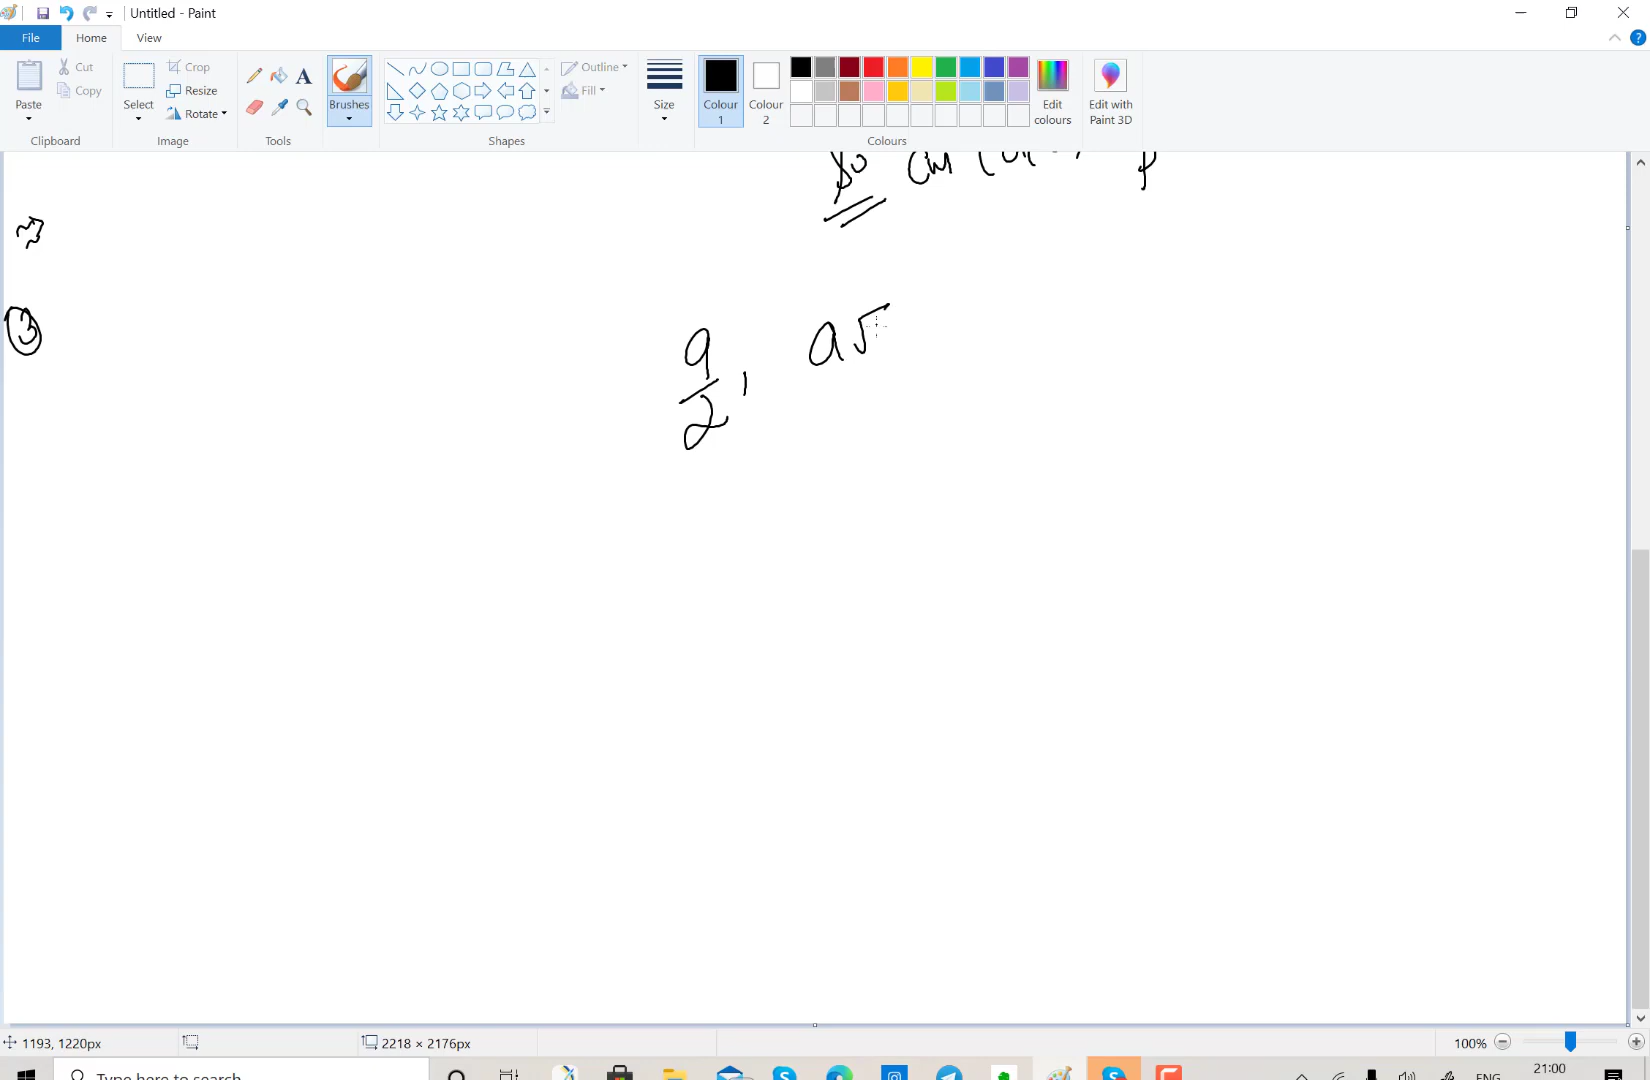 Untitled - Paint
File Home View
Paste
Cut
Copy
Clipboard
Select
Crop
Resize
Rotate
Image
Tools
Brushes
Shapes
Outline
Fill
Size
Colour 1
Colour 2
Edit colours
Colours
Edit with Paint 3D
So
3
a/2, a√
1193, 1220px
2218 × 2176px
100%
Type here to search
ENG
21:00